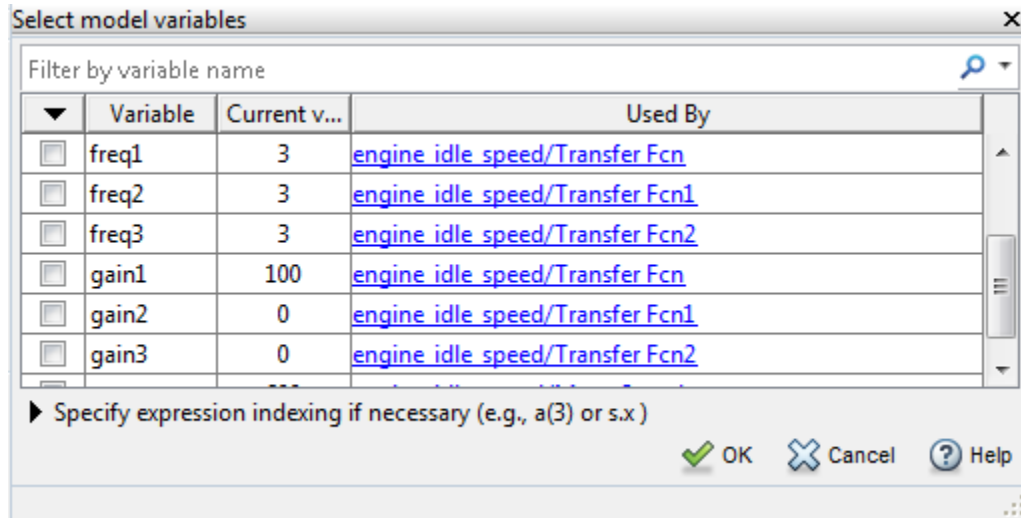 Select model variables
Filter by variable name
Variable Current v... Used By
freq1 3 engine_idle_speed/Transfer Fcn
freq2 3 engine_idle_speed/Transfer Fcn1
freq3 3 engine_idle_speed/Transfer Fcn2
gain1 100 engine_idle_speed/Transfer Fcn
gain2 0 engine_idle_speed/Transfer Fcn1
gain3 0 engine_idle_speed/Transfer Fcn2
Specify expression indexing if necessary (e.g., a(3) or s.x )
OK Cancel Help